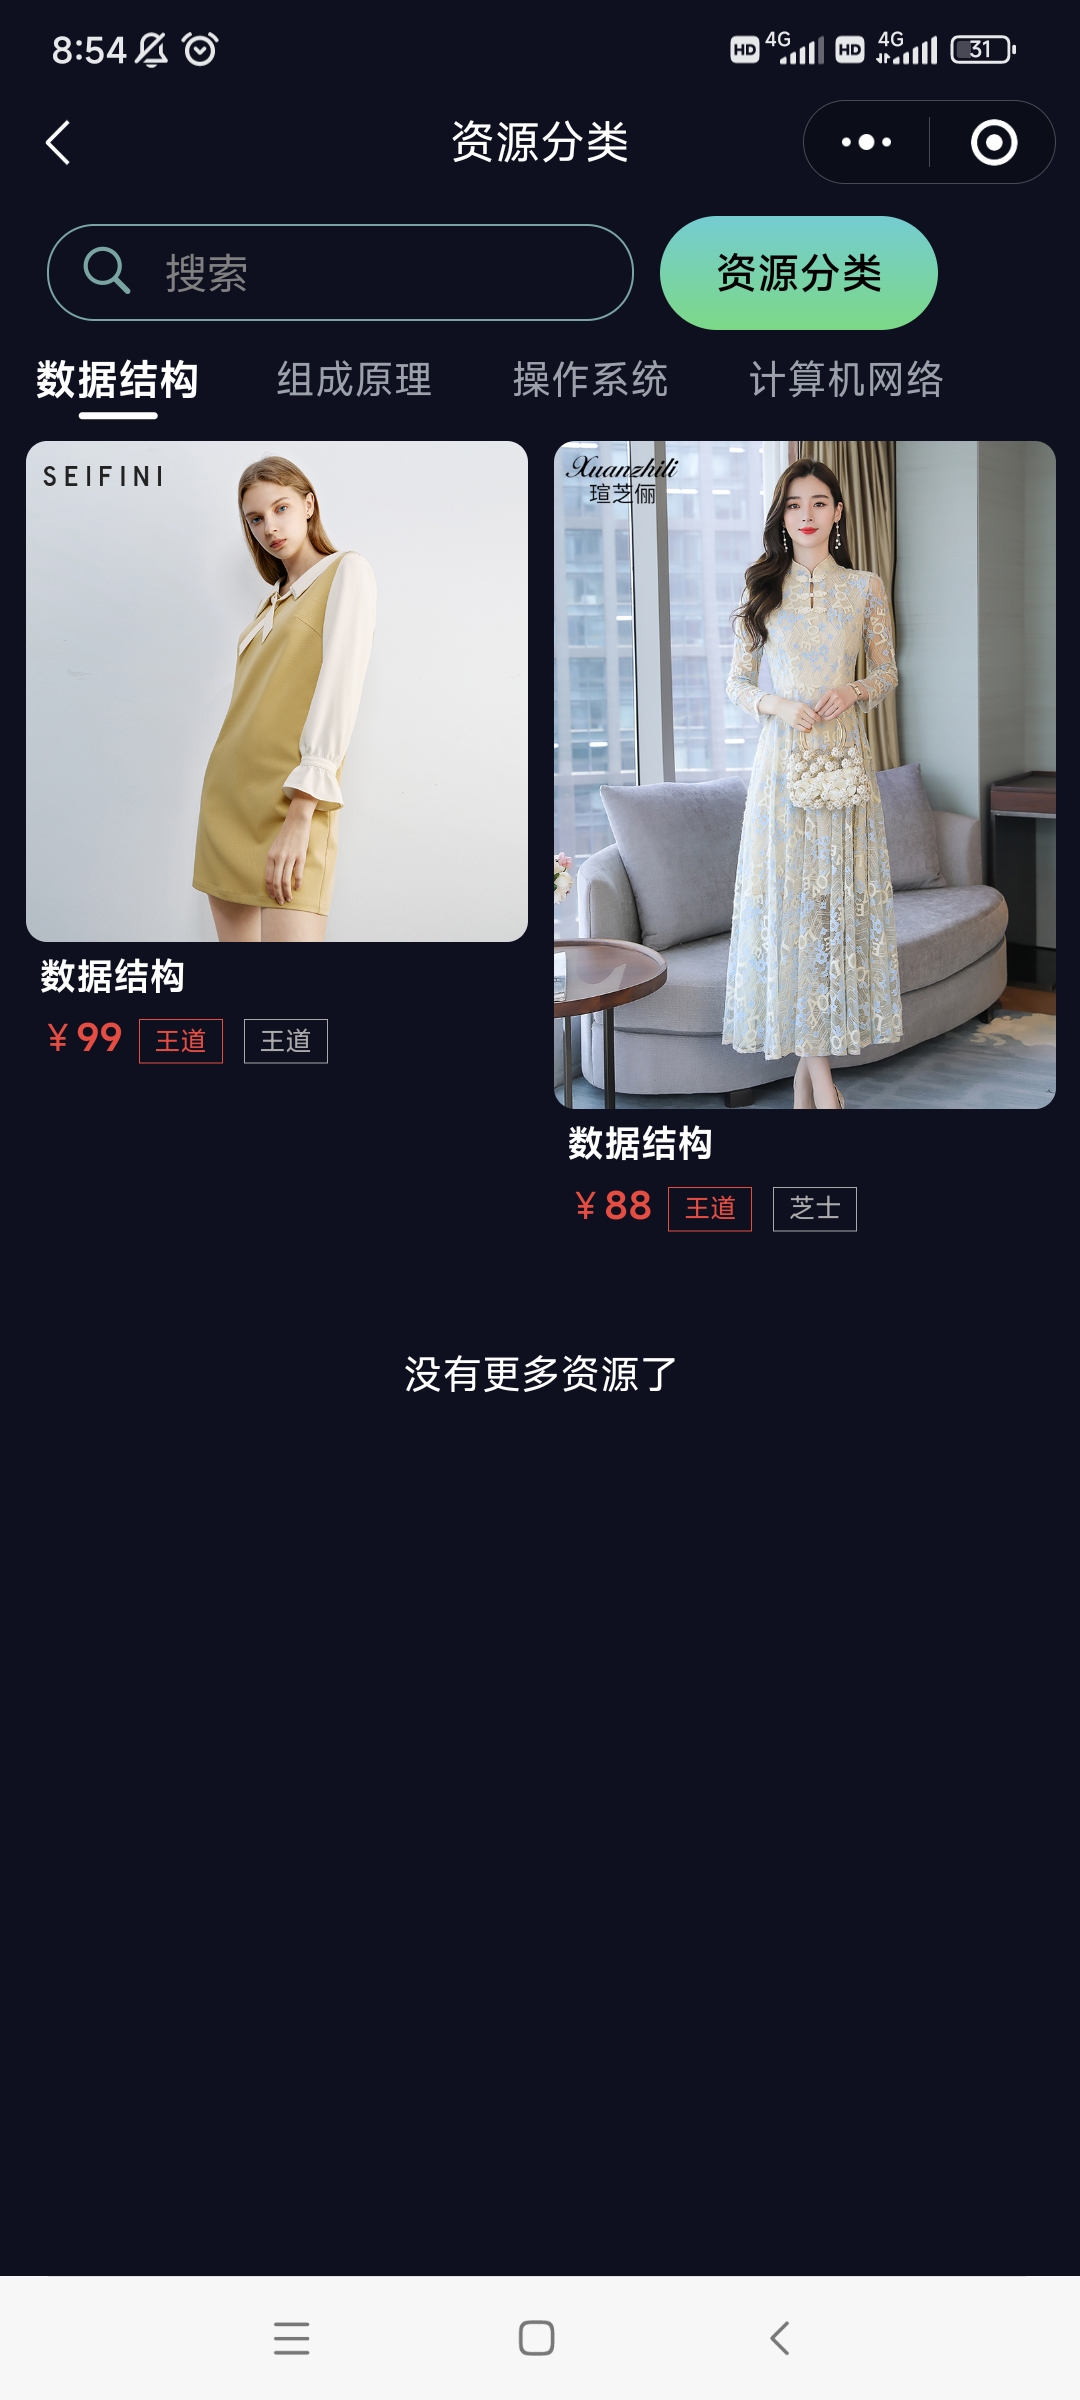 8:54
HD 4G HD 4G 31
资源分类
搜索
资源分类
数据结构 组成原理 操作系统 计算机网络
SEIFINI
Xuanzhili
瑄芝俪
数据结构
¥99 王道 王道
数据结构
¥88 王道 芝士
没有更多资源了